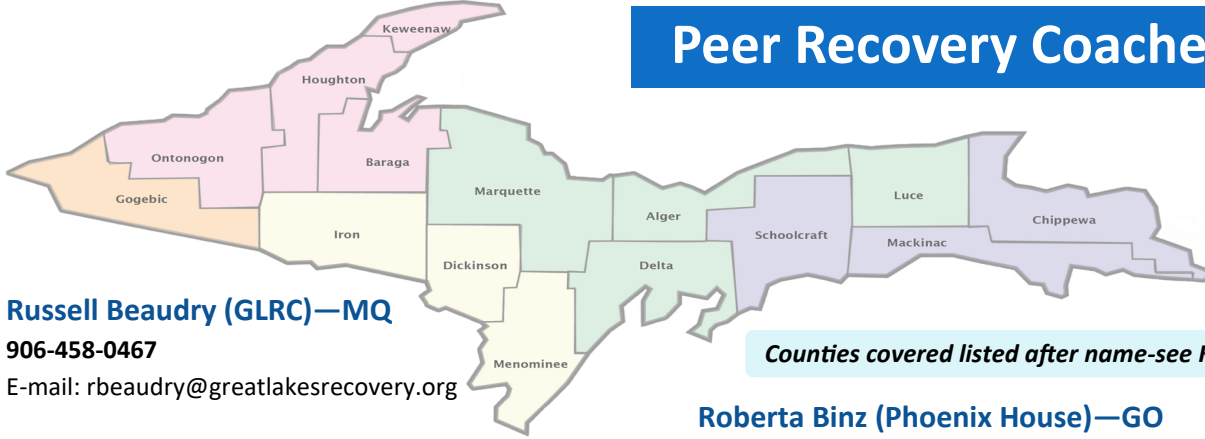 Peer Recovery Coache
Keweenaw
Houghton
Ontonogon
Baraga
Gogebic
Marquette
Iron
Alger
Luce
Schoolcraft
Chippewa
Mackinac
Dickinson
Delta
Menominee
Russell Beaudry (GLRC)—MQ
906-458-0467
E-mail: rbeaudry@greatlakesrecovery.org
Counties covered listed after name-see
Roberta Binz (Phoenix House)—GO